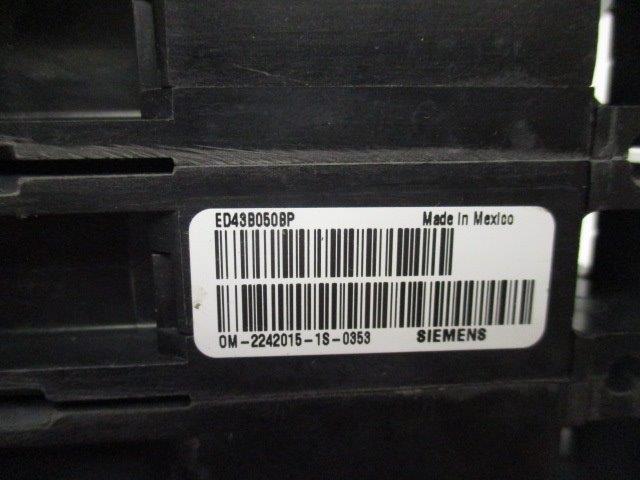 ED43B050BP Made In Mexico
OM-2242015-1S-0353 SIEMENS